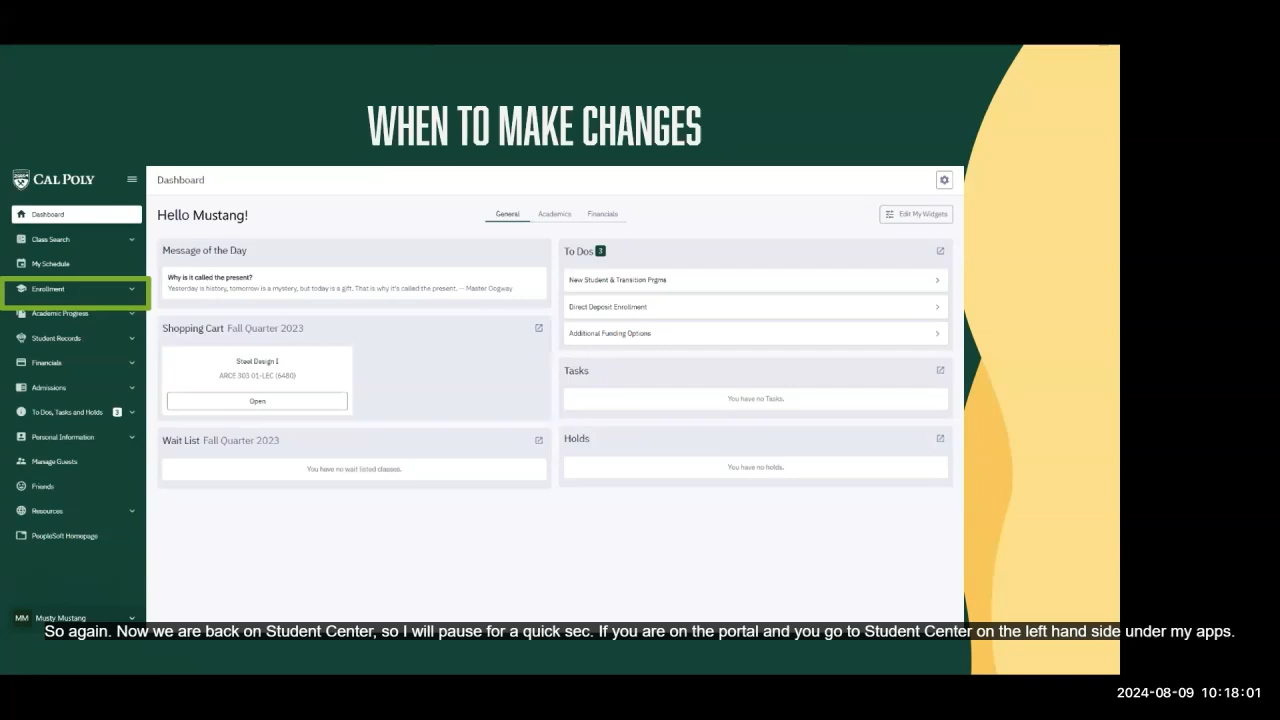 WHEN TO MAKE CHANGES
CAL POLY
Dashboard
Class Search
My Schedule
Enrollment
Academic Progress
Student Records
Financials
Admissions
To Dos, Tasks and Holds 3
Personal Information
Manage Guests
Friends
Resources
PeopleSoft Homepage
MM Musty Mustang
Dashboard
Hello Mustang!
General Academics Financials
Edit My Widgets
Message of the Day
Why is it called the present?
Yesterday is history, tomorrow is a mystery, but today is a gift. That is why it's called the present. -- Master Oogway
Shopping Cart Fall Quarter 2023
Steel Design I
ARCE 303 01-LEC (6480)
Open
Wait List Fall Quarter 2023
You have no wait listed classes.
To Dos 3
New Student & Transition Prgms
Direct Deposit Enrollment
Additional Funding Options
Tasks
You have no Tasks.
Holds
You have no holds.
So again. Now we are back on Student Center, so I will pause for a quick sec. If you are on the portal and you go to Student Center on the left hand side under my apps.
2024-08-09 10:18:01